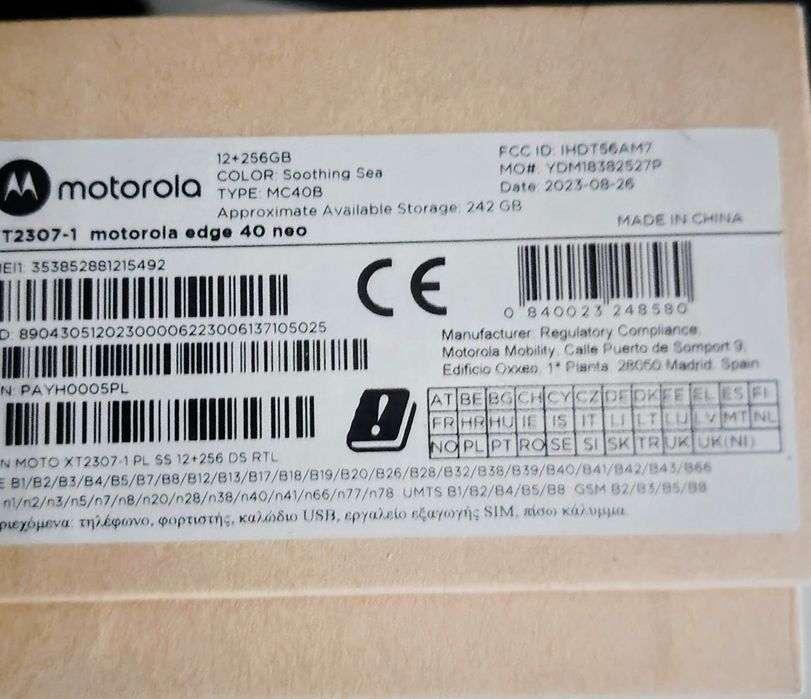 motorola
12+256GB
COLOR: Soothing Sea
TYPE: MC40B
Approximate Available Storage: 242 GB
FCC ID: IHDT56AM7
MO#: YDM18382527P
Date: 2023-08-26
MADE IN CHINA
T2307-1 motorola edge 40 neo
IEI1: 353852881215492
D: 89043051202300006223006137105025
N: PAYH0005PL
CE
0 840023 248580
Manufacturer: Regulatory Compliance,
Motorola Mobility, Calle Puerto de Somport 9,
Edificio Oxxeo, 1ª Planta, 28050 Madrid, Spain
AT BE BG CH CY CZ DE DK EE EL ES FI
FR HR HU IE IS IT LI LT LU LV MT NL
NO PL PT RO SE SI SK TR UK UK(NI)
N MOTO XT2307-1 PL SS 12+256 DS RTL
E B1/B2/B3/B4/B5/B7/B8/B12/B13/B17/B18/B19/B20/B26/B28/B32/B38/B39/B40/B41/B42/B43/B66
n1/n2/n3/n5/n7/n8/n20/n28/n38/n40/n41/n66/n77/n78 UMTS B1/B2/B4/B5/B8 GSM B2/B3/B5/B8
ριεχόμενα: τηλέφωνο, φορτιστής, καλώδιο USB, εργαλείο εξαγωγής SIM, πίσω κάλυμμα.